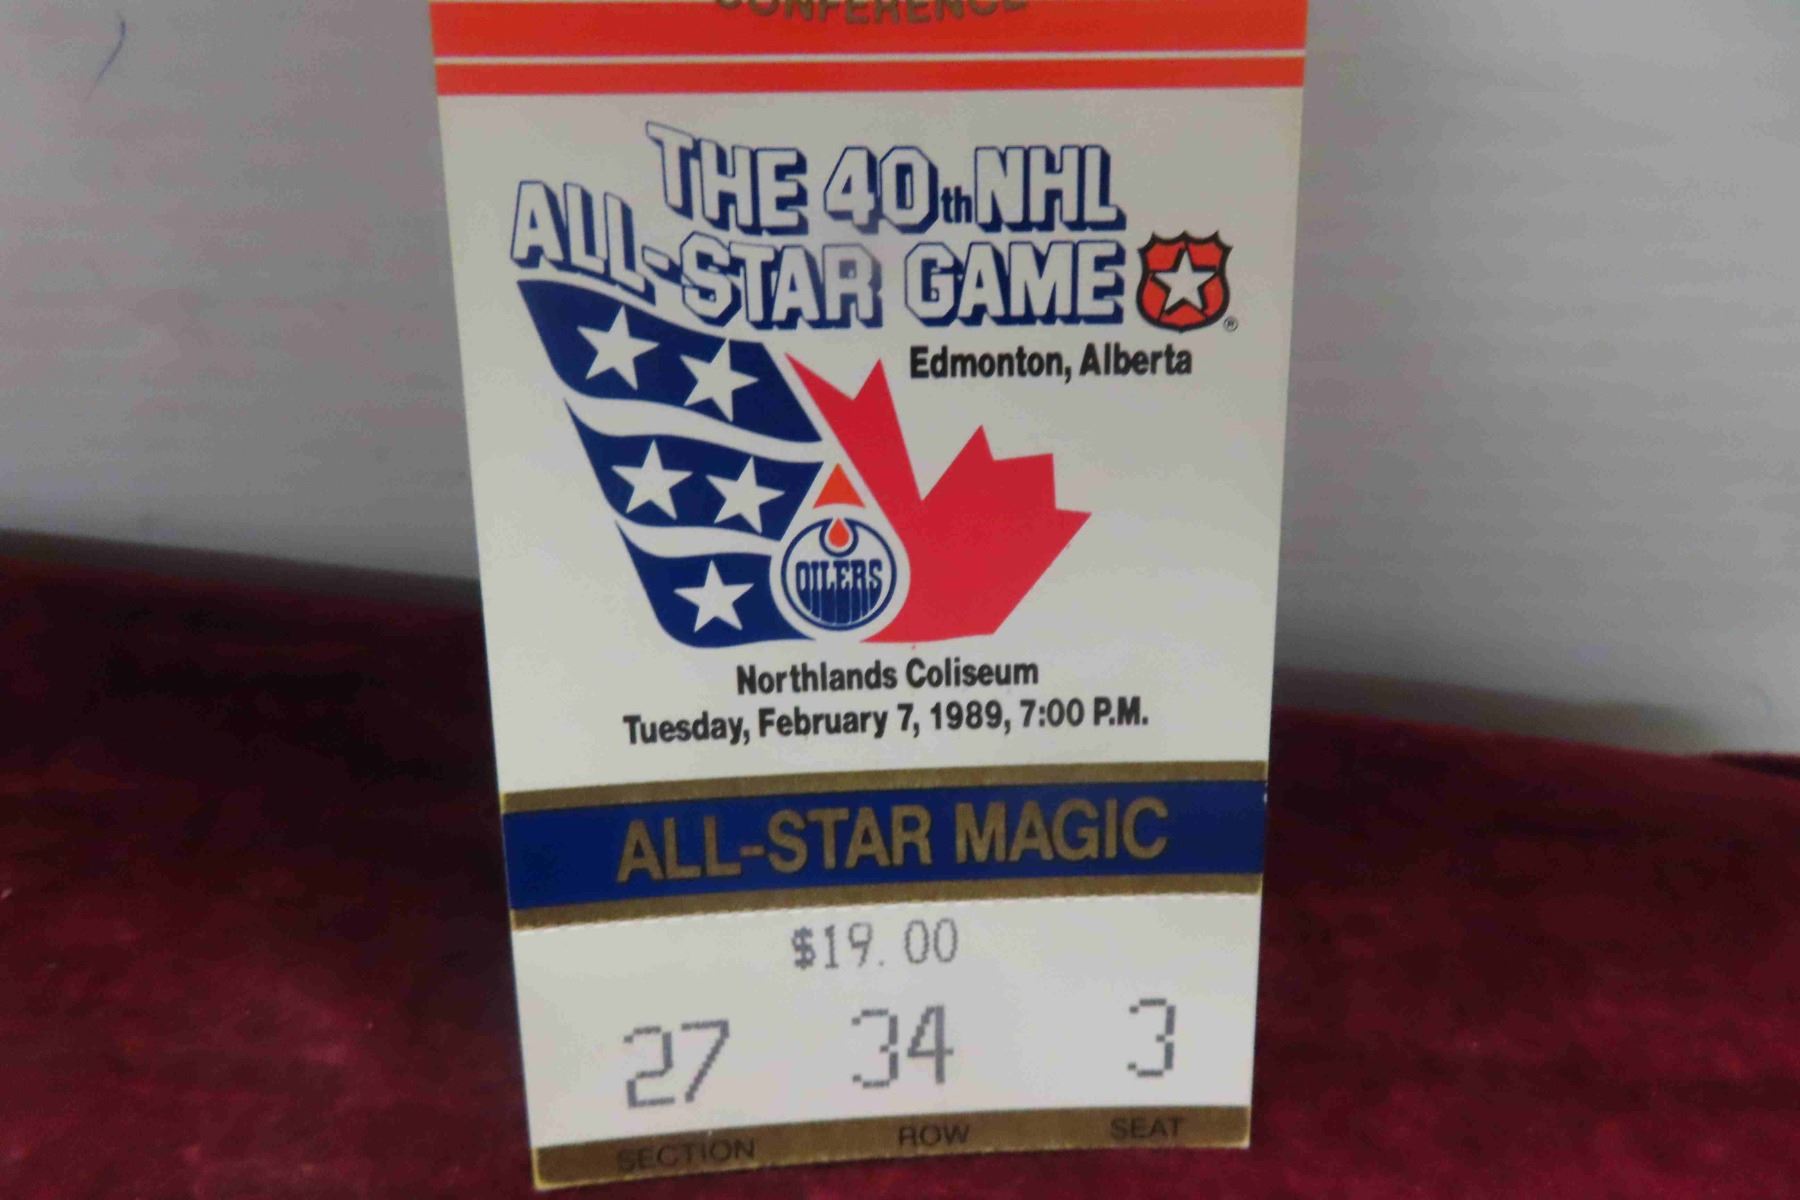 CONFERENCE
THE 40th NHL
ALL-STAR GAME
®
Edmonton, Alberta
OILERS
Northlands Coliseum
Tuesday, February 7, 1989, 7:00 P.M.
ALL-STAR MAGIC
$19.00
27 34 3
SECTION ROW SEAT